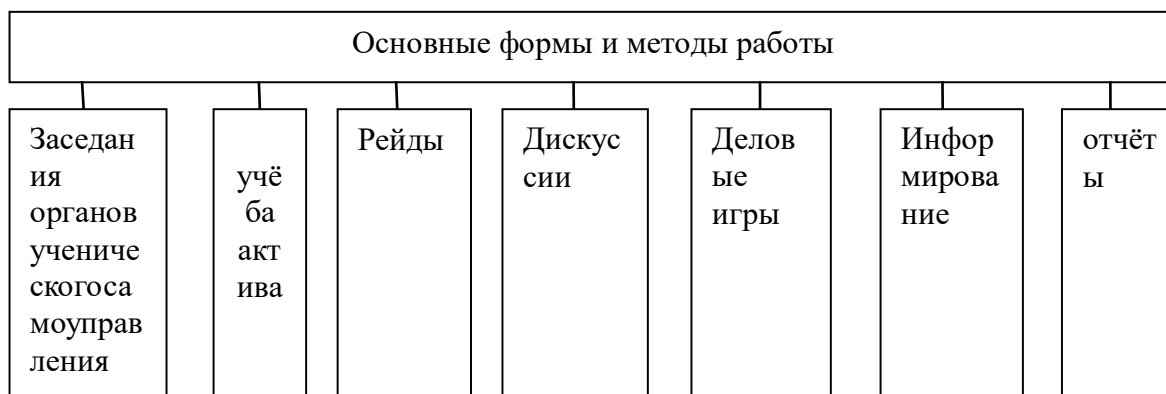 Основные формы и методы работы
Заседан
ия
органов
учениче
скогоса
моуправ
ления
учё
ба
акт
ива
Рейды
Дискус
сии
Делов
ые
игры
Инфор
мирова
ние
отчёт
ы